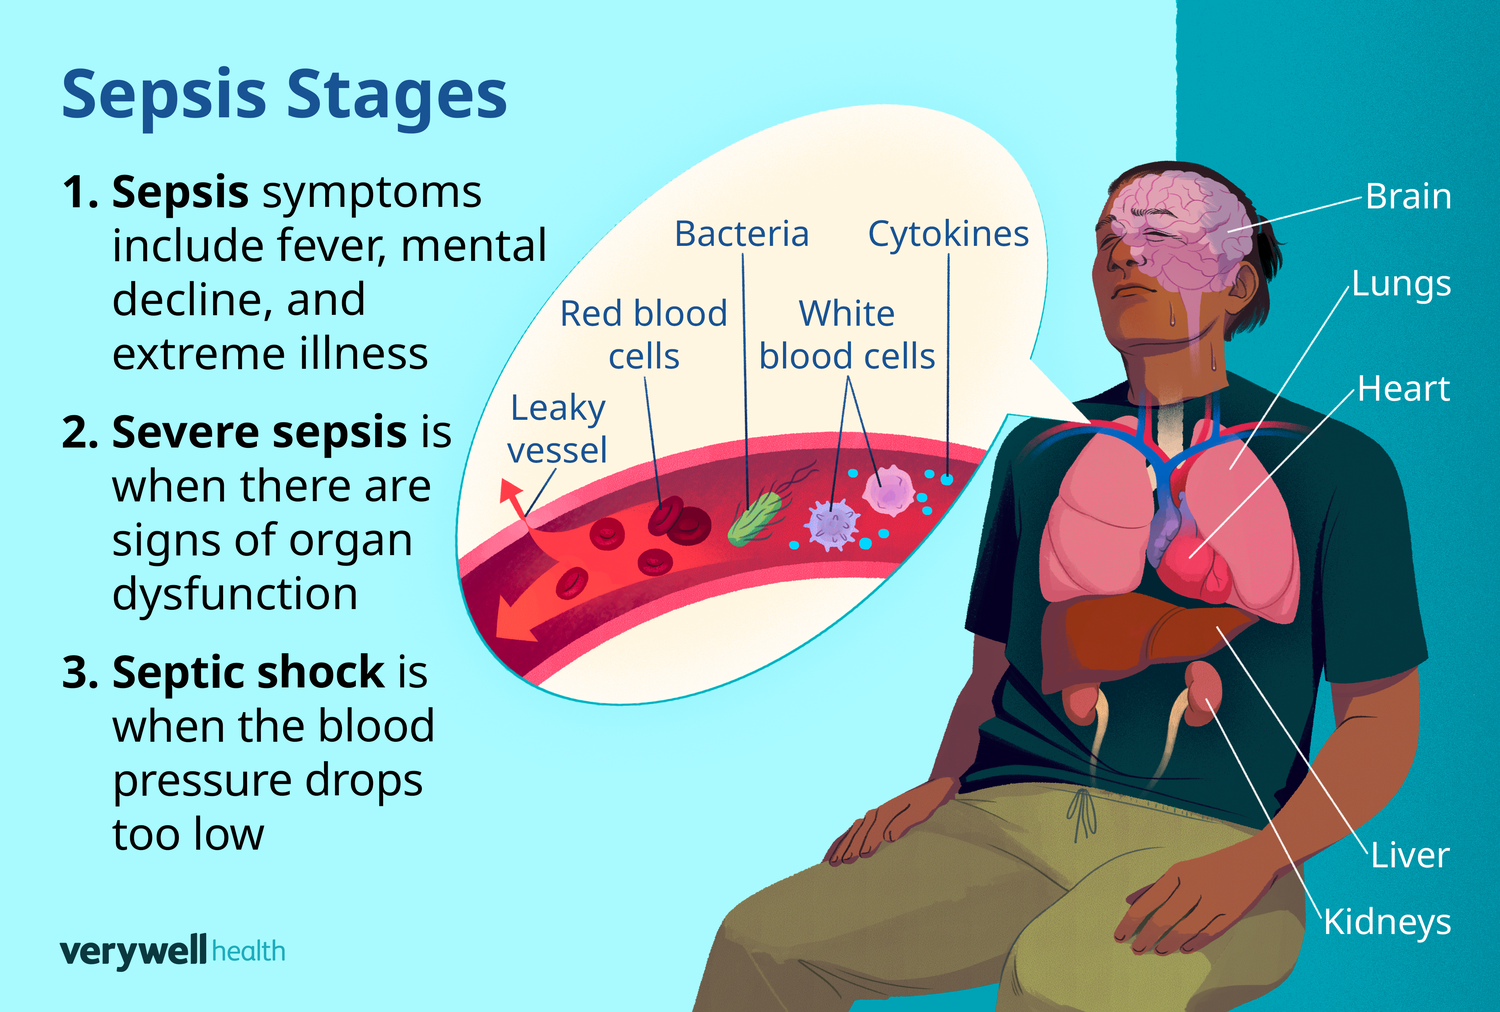 Sepsis Stages
1. Sepsis symptoms
include fever, mental
decline, and
extreme illness
2. Severe sepsis is
when there are
signs of organ
dysfunction
3. Septic shock is
when the blood
pressure drops
too low
Bacteria
Cytokines
Red blood
cells
White
blood cells
Leaky
vessel
Brain
Lungs
Heart
Liver
Kidneys
verywell health